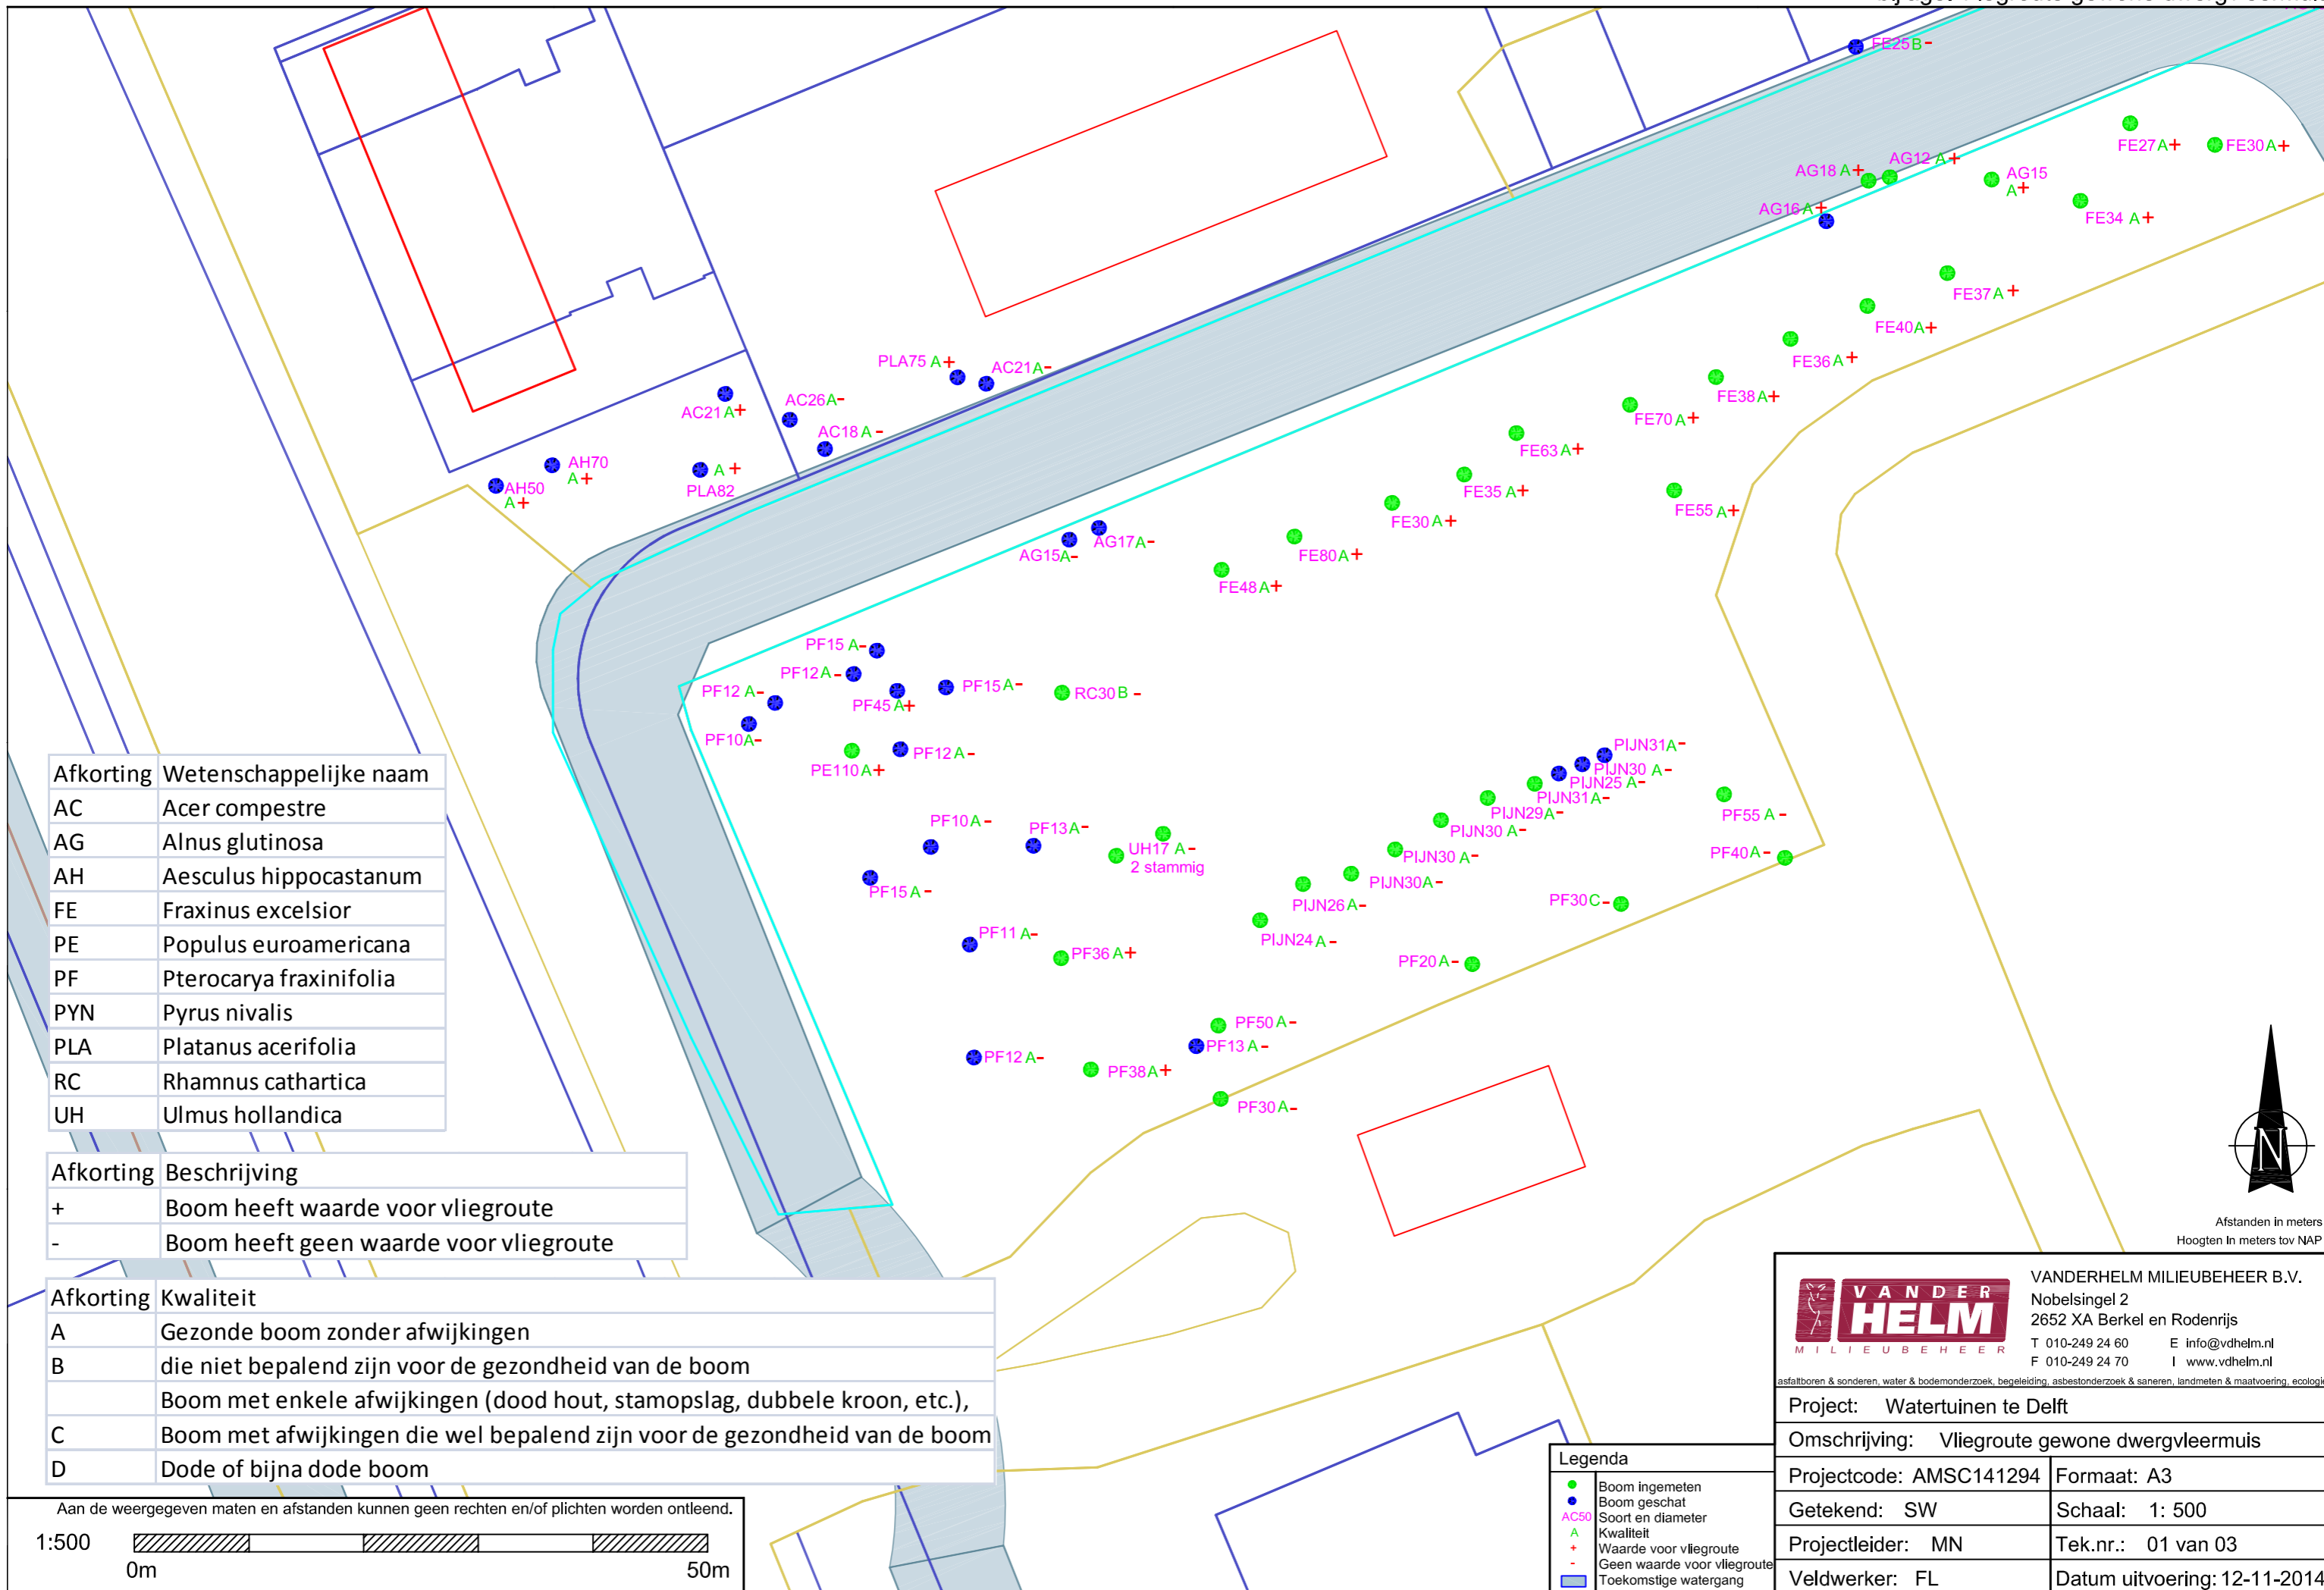 FE25 B -
FE27 A +
FE30 A +
AG12 A +
AG18 A +
AG15
A +
AG16 A +
FE34 A +
FE37 A +
FE40 A +
FE36 A +
PLA75 A +
AC21 A -
FE38 A +
AC26 A -
AC21 A +
FE70 A +
AC18 A -
FE63 A +
AH70
A +
A +
PLA82
AH50
A +
FE35 A +
FE55 A +
FE30 A +
AG17 A -
AG15 A -
FE80 A +
FE48 A +
PF15 A -
PF12 A -
PF12 A -
PF15 A -
RC30 B -
PF45 A +
PF10 A -
PF12 A -
PE110 A +
PIJN31 A -
PIJN30 A -
PIJN25 A -
PIJN31 A -
PIJN29 A -
PF55 A -
PF10 A -
PF13 A -
PIJN30 A -
UH17 A -
2 stammig
PIJN30 A -
PF40 A -
PIJN30 A -
PF15 A -
PIJN26 A -
PF30 C -
PIJN24 A -
PF11 A -
PF36 A +
PF20 A -
PF50 A -
PF13 A -
PF12 A -
PF38 A +
PF30 A -
Afkorting Wetenschappelijke naam
AC Acer compestre
AG Alnus glutinosa
AH Aesculus hippocastanum
FE Fraxinus excelsior
PE Populus euroamericana
PF Pterocarya fraxinifolia
PYN Pyrus nivalis
PLA Platanus acerifolia
RC Rhamnus cathartica
UH Ulmus hollandica
Afkorting Beschrijving
+ Boom heeft waarde voor vliegroute
- Boom heeft geen waarde voor vliegroute
Afkorting Kwaliteit
A Gezonde boom zonder afwijkingen
B die niet bepalend zijn voor de gezondheid van de boom
Boom met enkele afwijkingen (dood hout, stamopslag, dubbele kroon, etc.),
C Boom met afwijkingen die wel bepalend zijn voor de gezondheid van de boom
D Dode of bijna dode boom
Aan de weergegeven maten en afstanden kunnen geen rechten en/of plichten worden ontleend.
1:500
0m 50m
N
Afstanden in meters
Hoogten in meters tov NAP
Legenda
Boom ingemeten
Boom geschat
AC50 Soort en diameter
A Kwaliteit
+ Waarde voor vliegroute
- Geen waarde voor vliegroute
Toekomstige watergang
VANDER
HELM
MILIEUBEHEER
VANDERHELM MILIEUBEHEER B.V.
Nobelsingel 2
2652 XA Berkel en Rodenrijs
T 010-249 24 60 E info@vdhelm.nl
F 010-249 24 70 I www.vdhelm.nl
asfaltboren & sonderen, water & bodemonderzoek, begeleiding, asbestonderzoek & saneren, landmeten & maatvoering, ecologie
Project: Watertuinen te Delft
Omschrijving: Vliegroute gewone dwergvleermuis
Projectcode: AMSC141294 Formaat: A3
Getekend: SW Schaal: 1: 500
Projectleider: MN Tek.nr.: 01 van 03
Veldwerker: FL Datum uitvoering: 12-11-2014